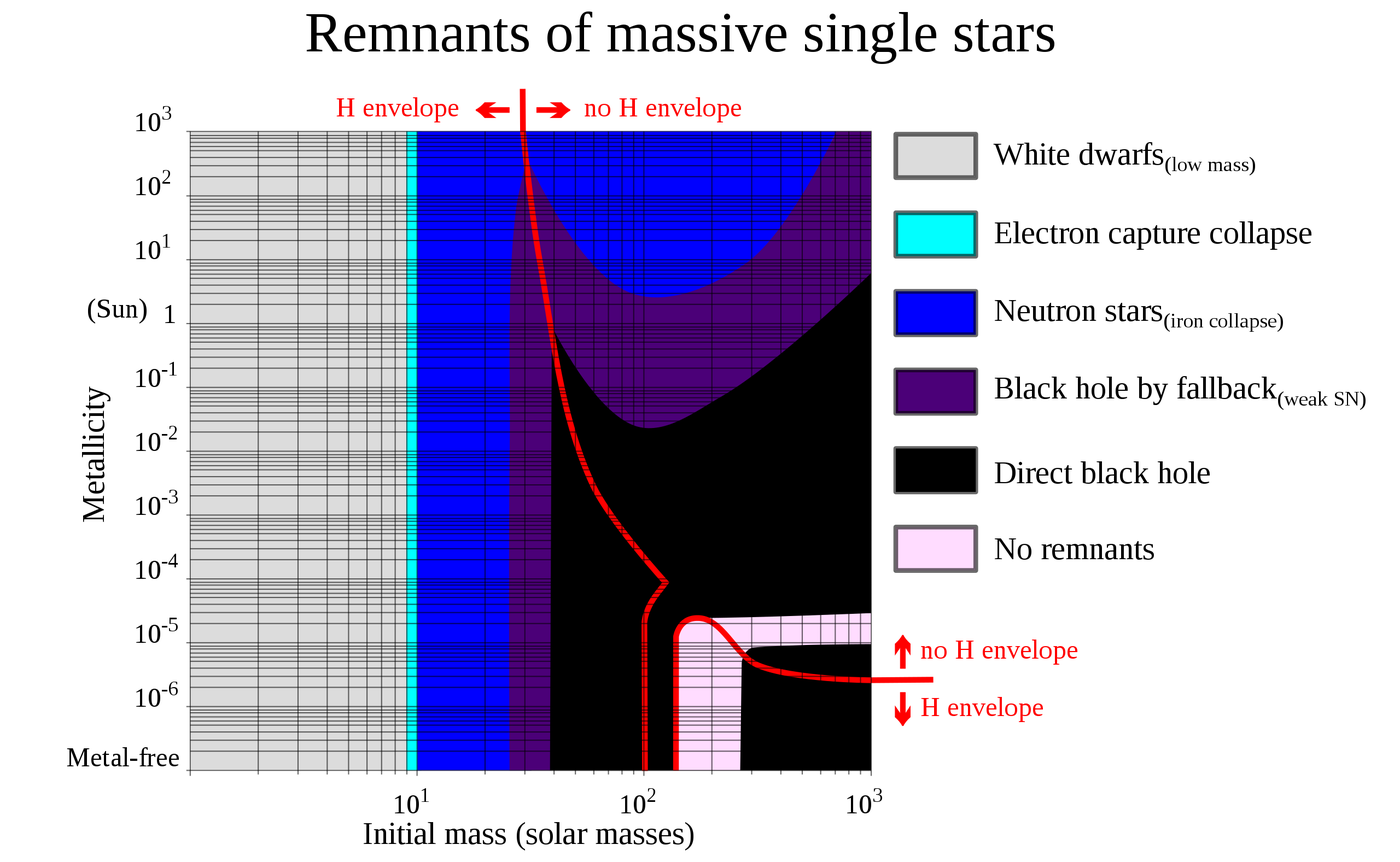 Remnants of massive single stars
H envelope
no H envelope
10³
10²
10¹
(Sun) 1
10⁻¹
10⁻²
10⁻³
10⁻⁴
10⁻⁵
10⁻⁶
Metal-free
Metallicity
10¹
10²
10³
Initial mass (solar masses)
White dwarfs(low mass)
Electron capture collapse
Neutron stars(iron collapse)
Black hole by fallback(weak SN)
Direct black hole
No remnants
no H envelope
H envelope